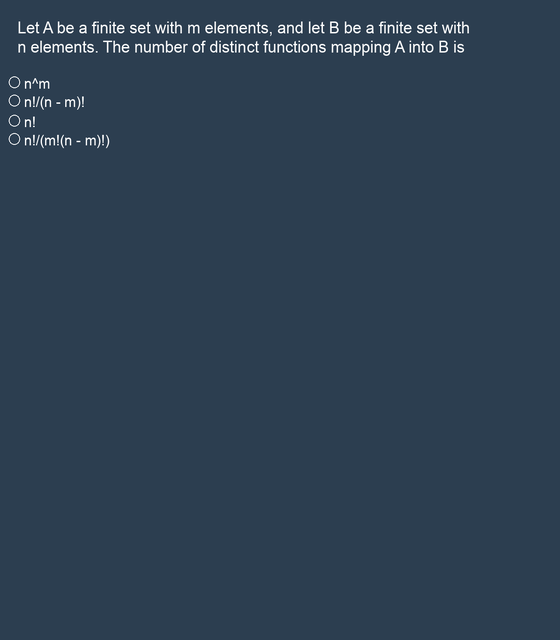 Let A be a finite set with m elements, and let B be a finite set with
n elements. The number of distinct functions mapping A into B is
n^m
n!/(n - m)!
n!
n!/(m!(n - m)!)